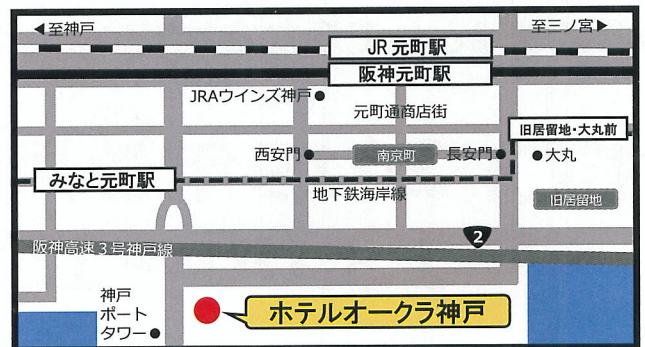 ◀至神戸
至三ノ宮▶
JR 元町駅
阪神元町駅
JRAウインズ神戸
元町通商店街
旧居留地・大丸前
西安門
南京町
長安門
大丸
みなと元町駅
地下鉄海岸線
旧居留地
2
阪神高速3号神戸線
神戸
ポート
タワー
ホテルオークラ神戸